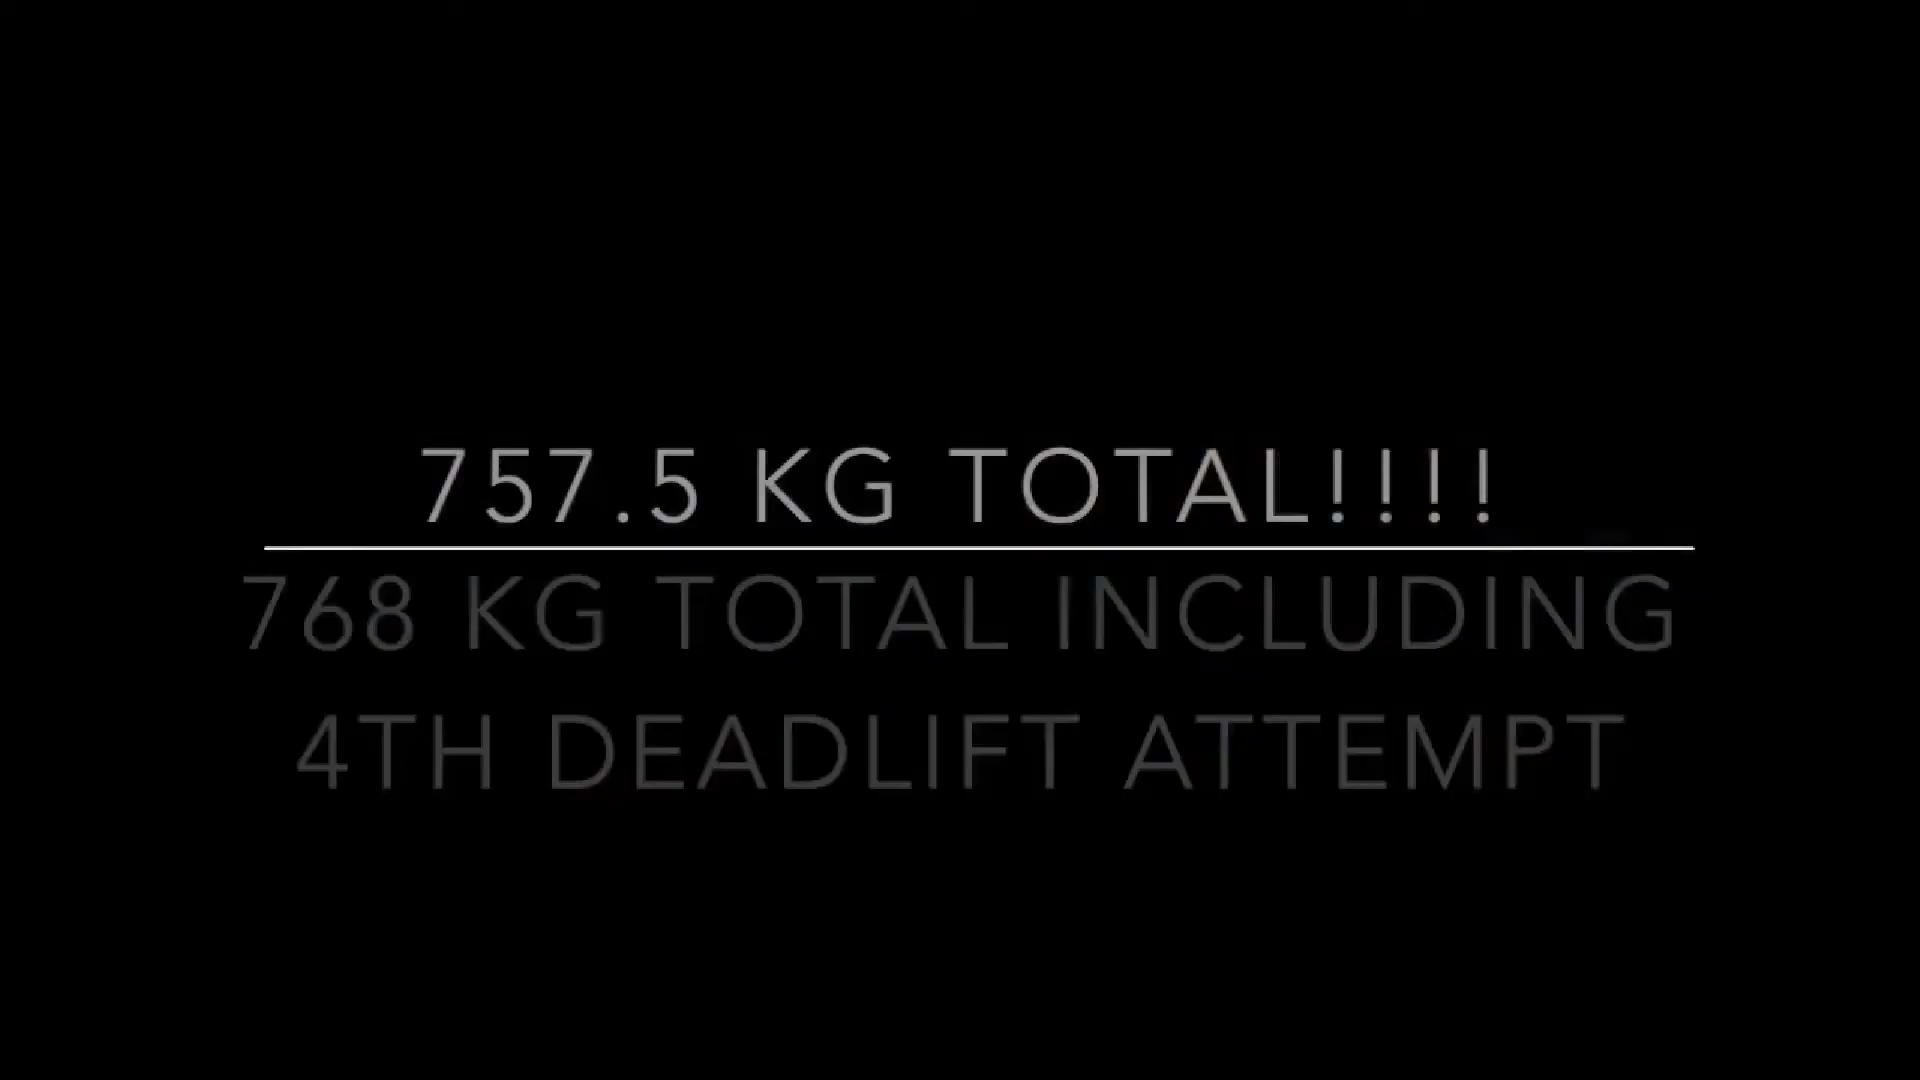 757.5 KG TOTAL!!!!
768 KG TOTAL INCLUDING
4TH DEADLIFT ATTEMPT